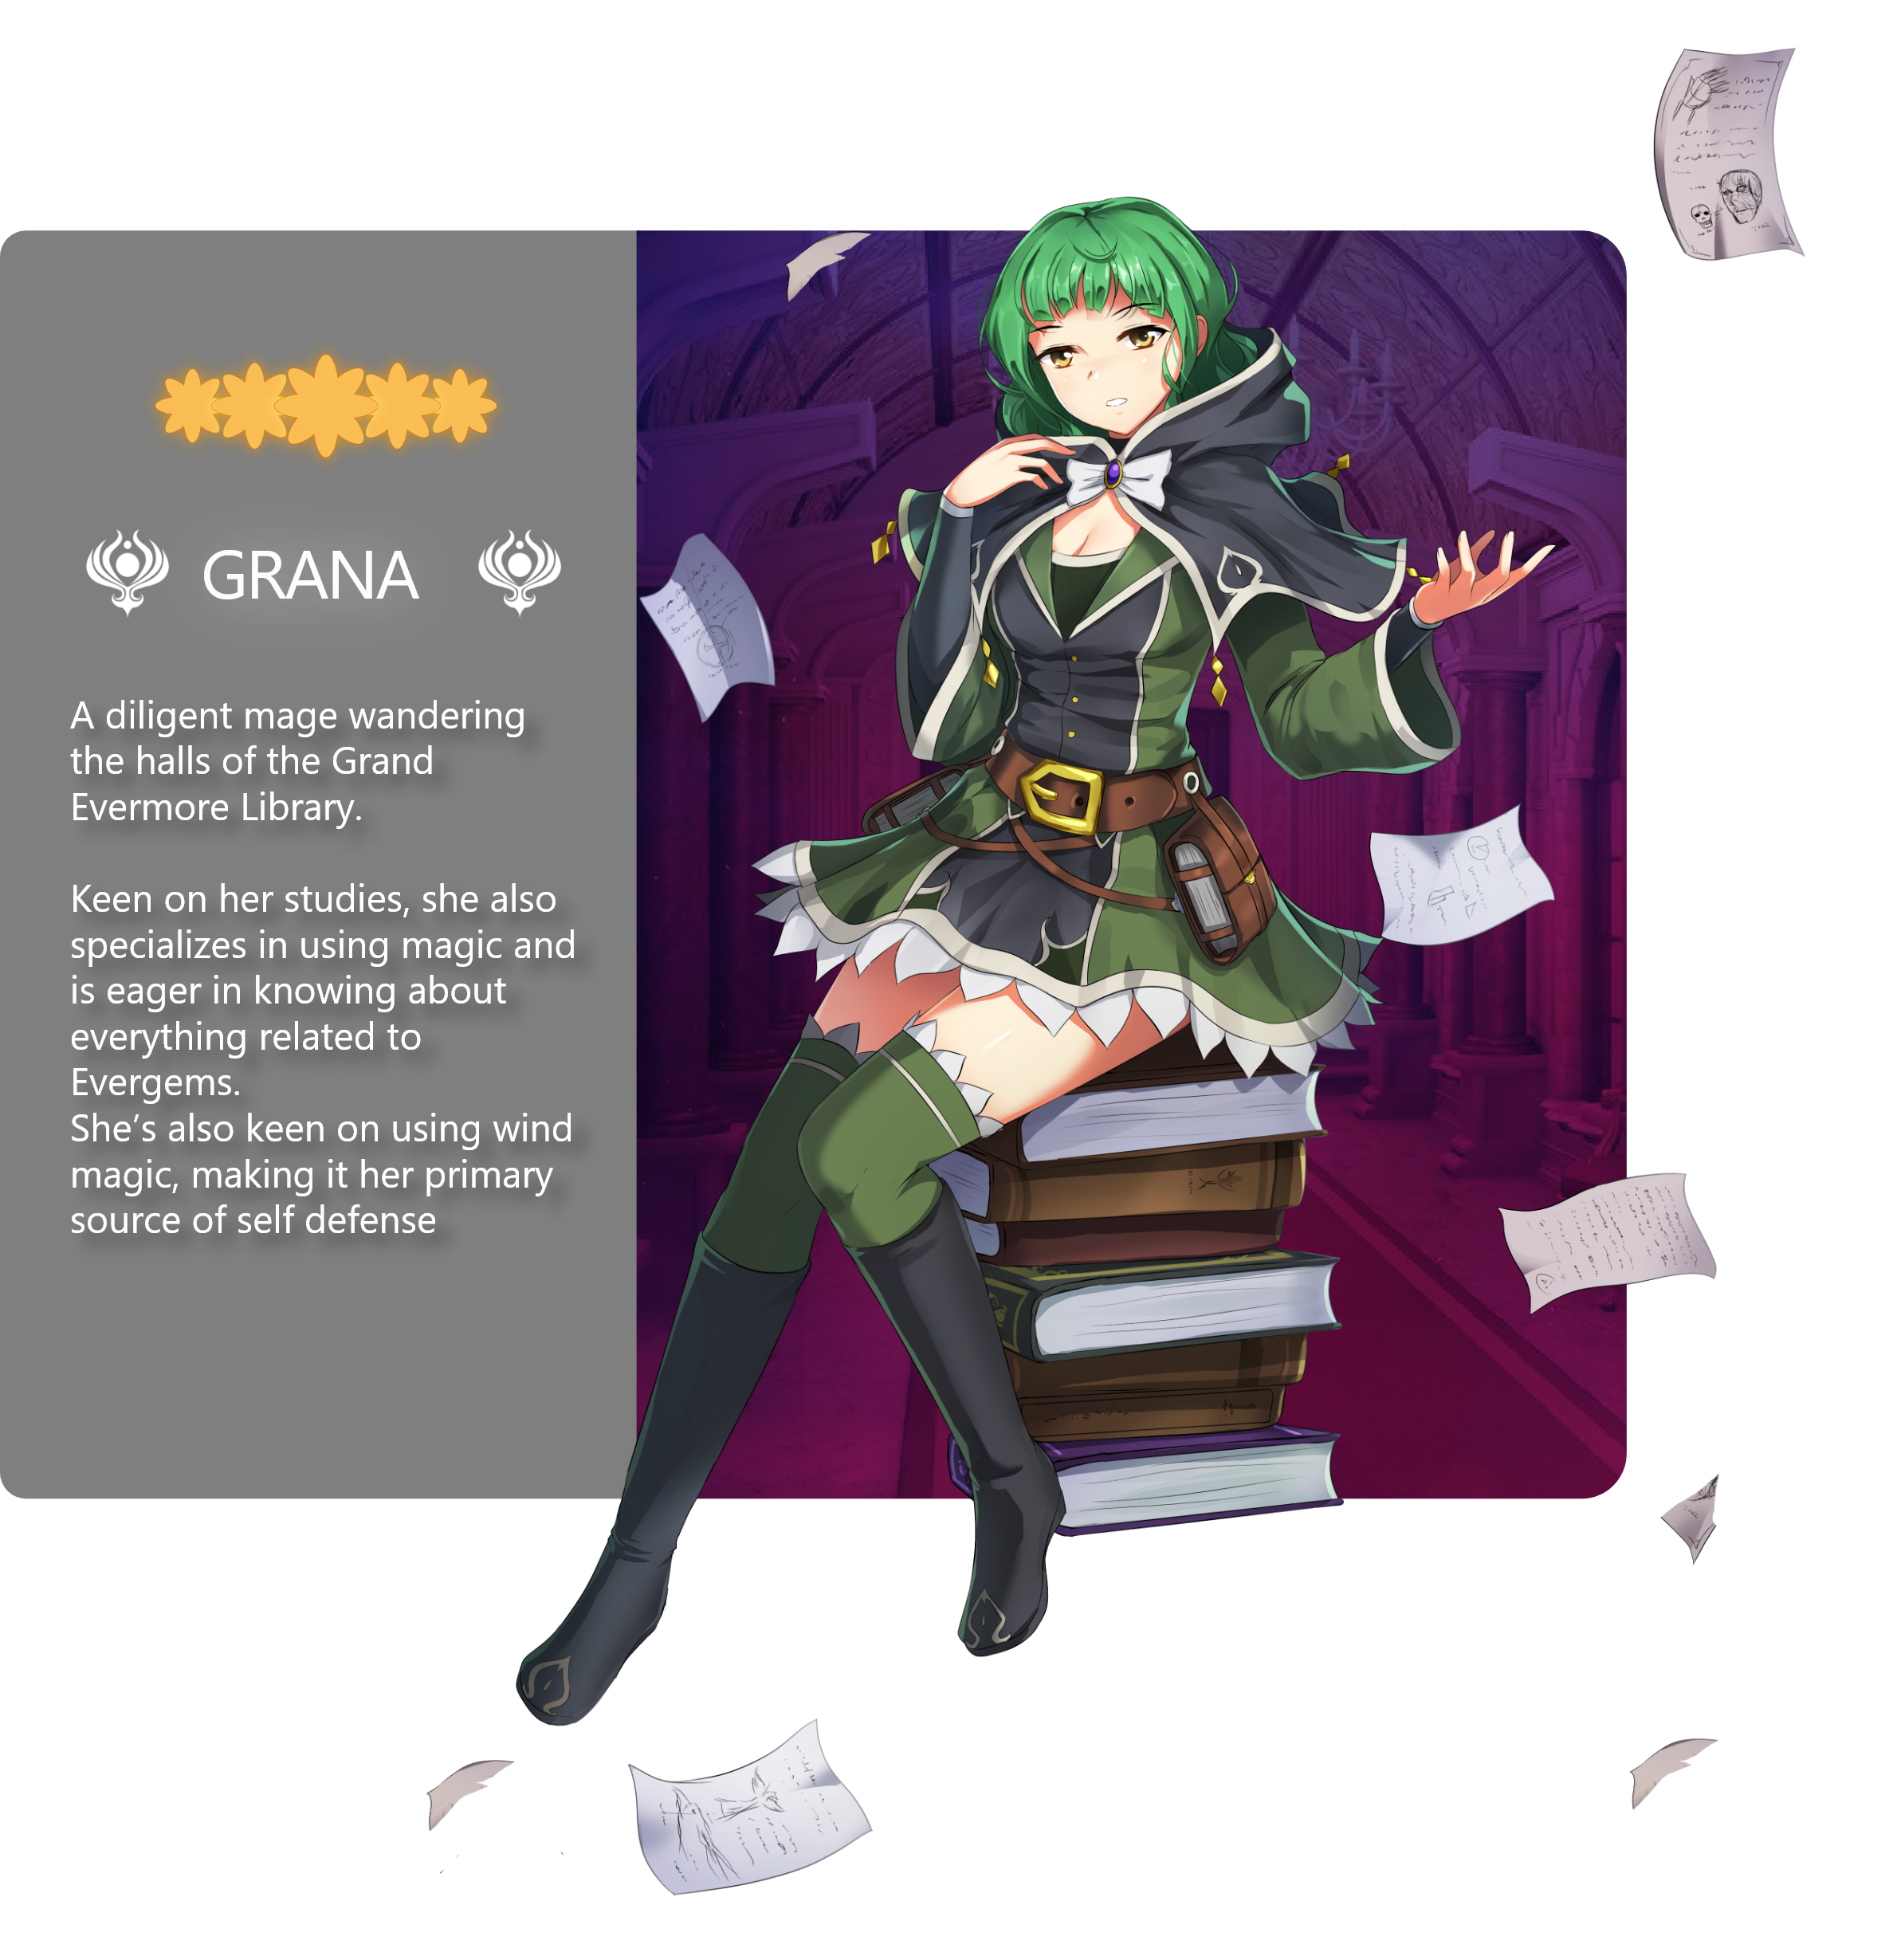 GRANA
A diligent mage wandering
the halls of the Grand
Evermore Library.
Keen on her studies, she also
specializes in using magic and
is eager in knowing about
everything related to
Evergems.
She’s also keen on using wind
magic, making it her primary
source of self defense